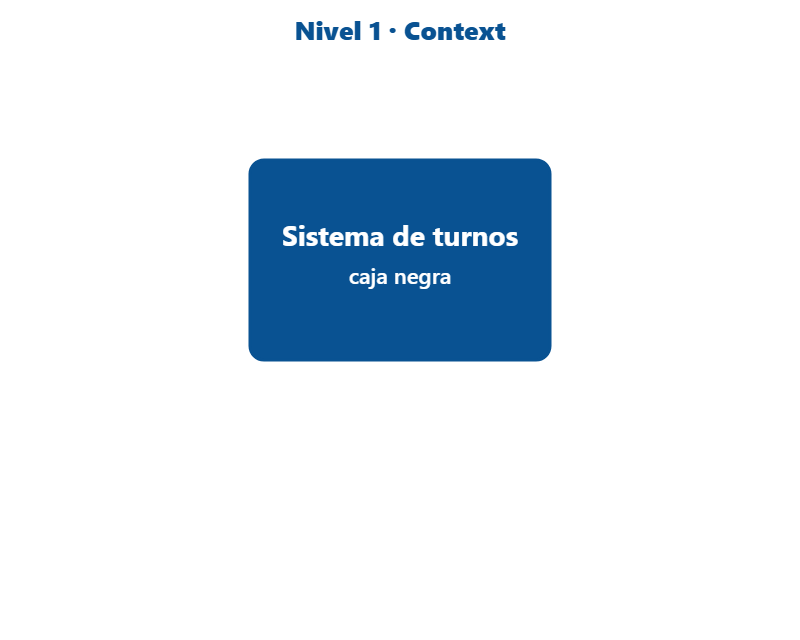 Nivel 1 · Context
Sistema de turnos
caja negra